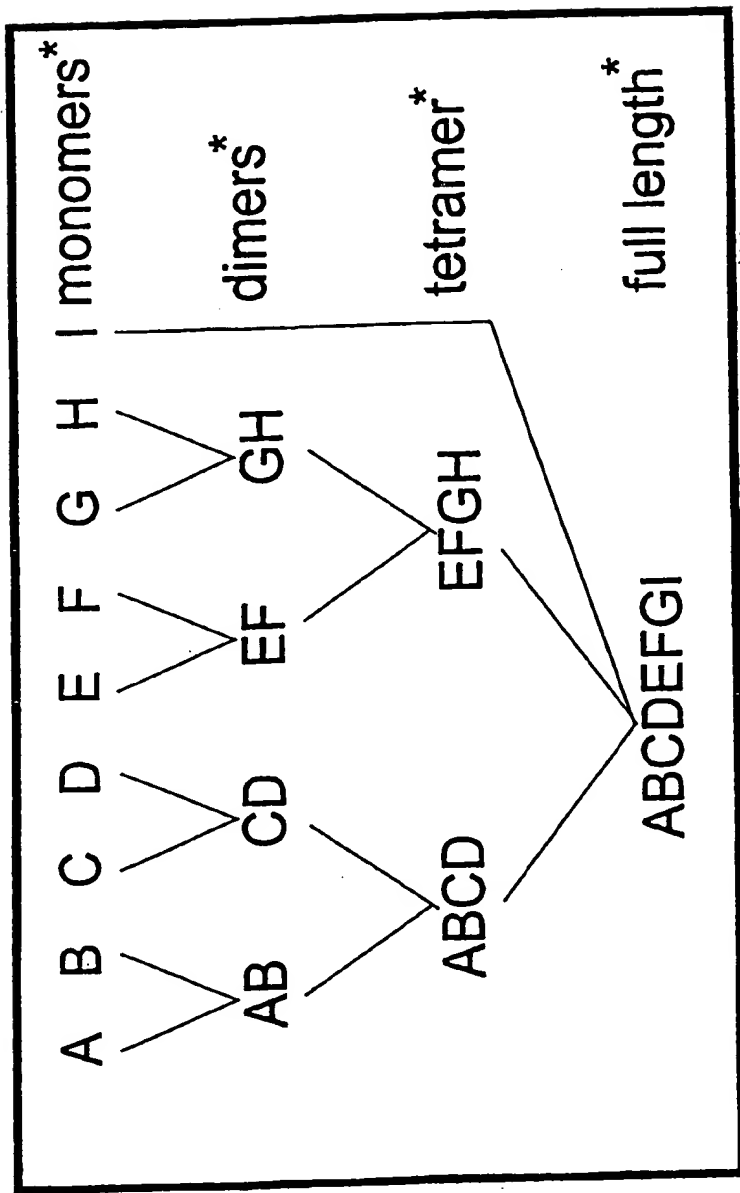 A B C D E F G H I monomers*
AB CD EF GH dimers*
ABCD EFGH tetramer*
ABCDEFGI full length*